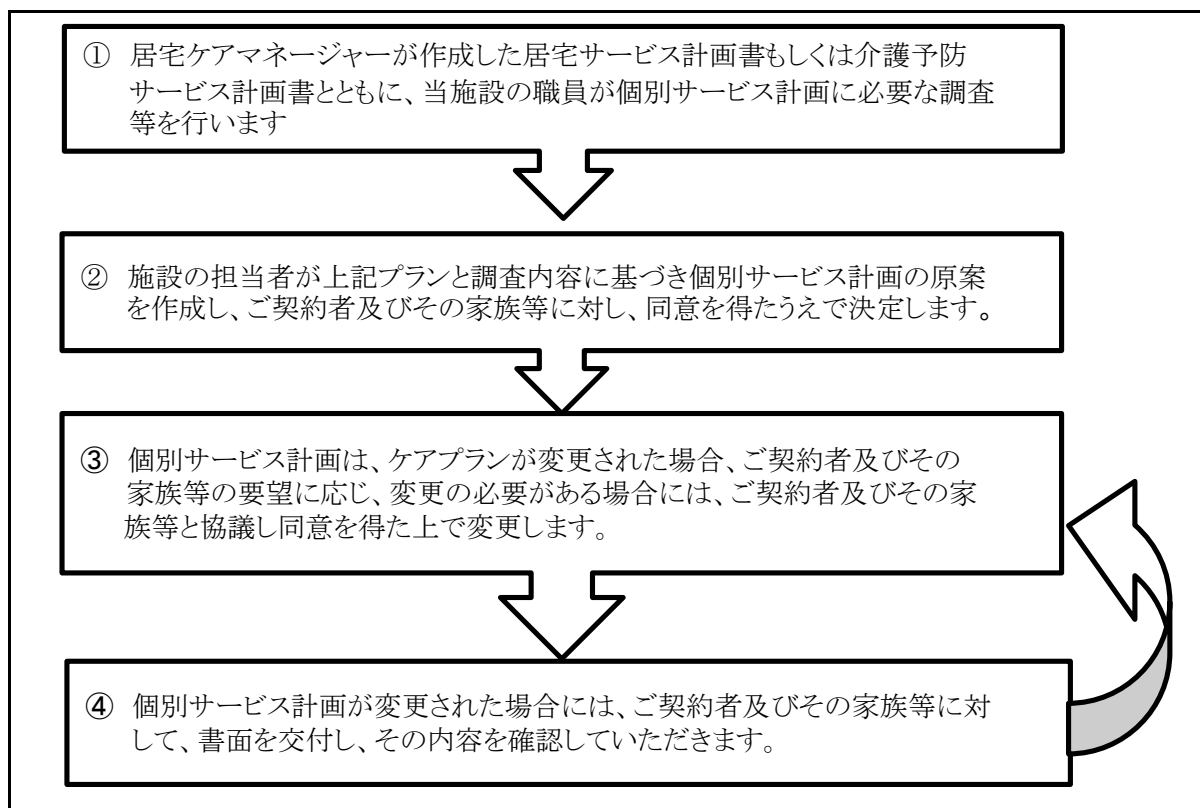 ① 居宅ケアマネージャーが作成した居宅サービス計画書もしくは介護予防
サービス計画書とともに、当施設の職員が個別サービス計画に必要な調査
等を行います
② 施設の担当者が上記プランと調査内容に基づき個別サービス計画の原案
を作成し、ご契約者及びその家族等に対し、同意を得たうえで決定します。
③ 個別サービス計画は、ケアプランが変更された場合、ご契約者及びその
家族等の要望に応じ、変更の必要がある場合には、ご契約者及びその家
族等と協議し同意を得た上で変更します。
④ 個別サービス計画が変更された場合には、ご契約者及びその家族等に対
して、書面を交付し、その内容を確認していただきます。